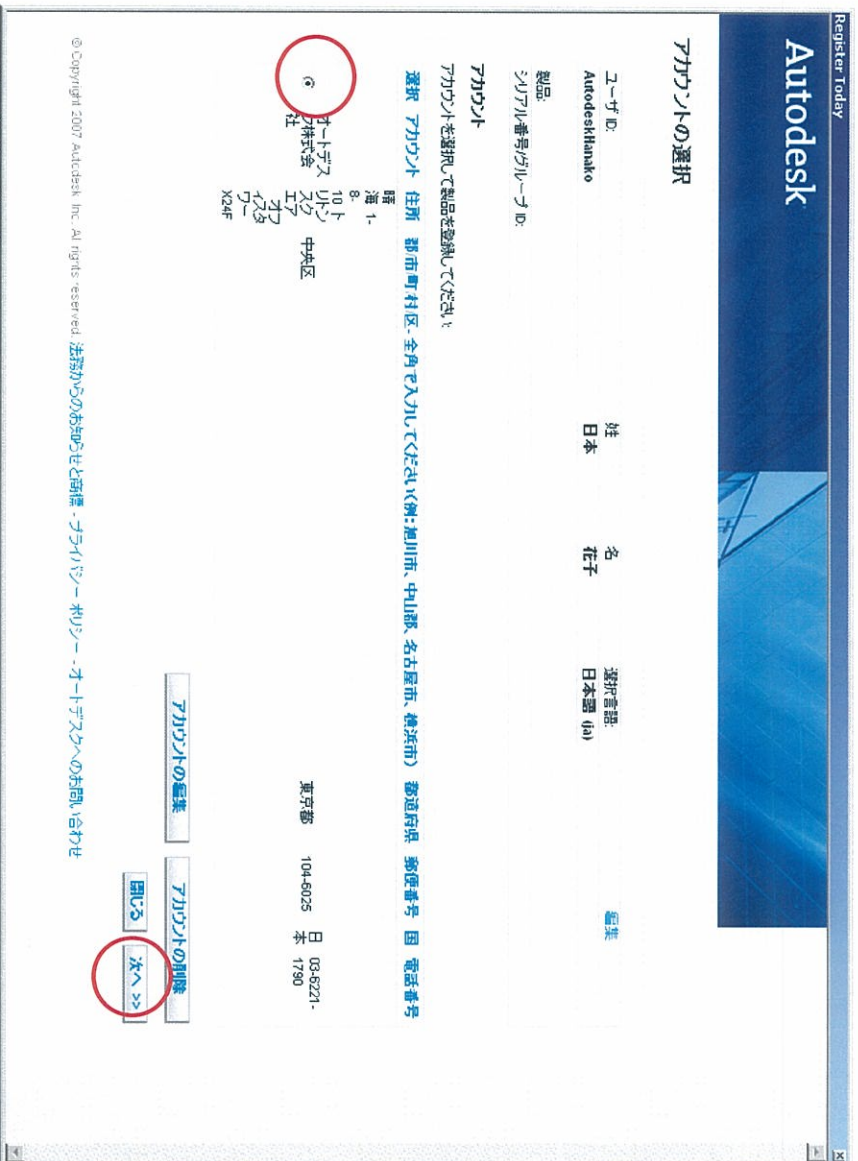 Register Today
Autodesk
アカウントの選択
ユーザ ID: 姓 名 選択言語: 編集
AutodeskHanako 日本 花子 日本語 (ja)
製品:
シリアル番号/グループ ID:
アカウント
アカウントを選択して製品を登録してください:
選択 アカウント 住所 郡/市/町/村/区- 全角で入力してください(例: 旭川市、中山郡、名古屋市、横浜市) 都道府県 郵便番号 国 電話番号
オートデスク株式会社 晴海 1-8-10 トリトンスクエア オフィスタワー X24F 中央区 東京都 104-6025 日本 03-6221-1790
アカウントの編集 アカウントの削除
閉じる 次へ >>
© Copyright 2007 Autodesk, Inc. All rights reserved. 法務からのお知らせと商標 - プライバシー ポリシー - オートデスクへのお問い合わせ